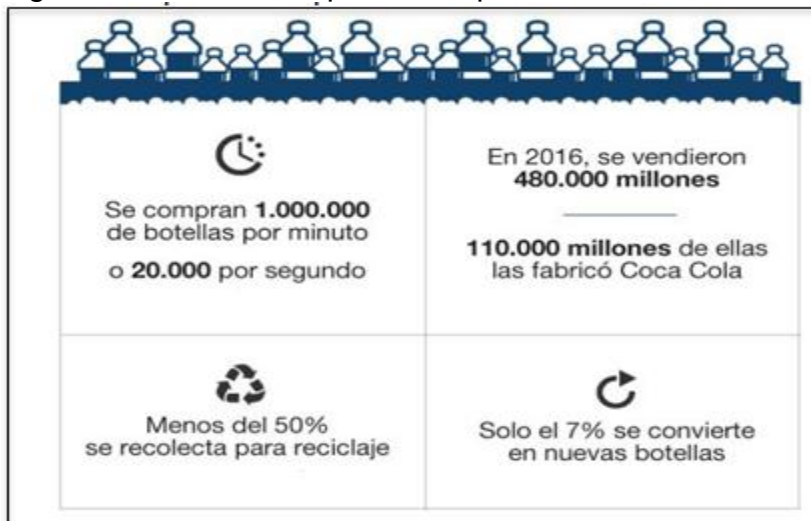 Se compran 1.000.000
de botellas por minuto
o 20.000 por segundo
En 2016, se vendieron
480.000 millones
110.000 millones de ellas
las fabricó Coca Cola
Menos del 50%
se recolecta para reciclaje
Solo el 7% se convierte
en nuevas botellas